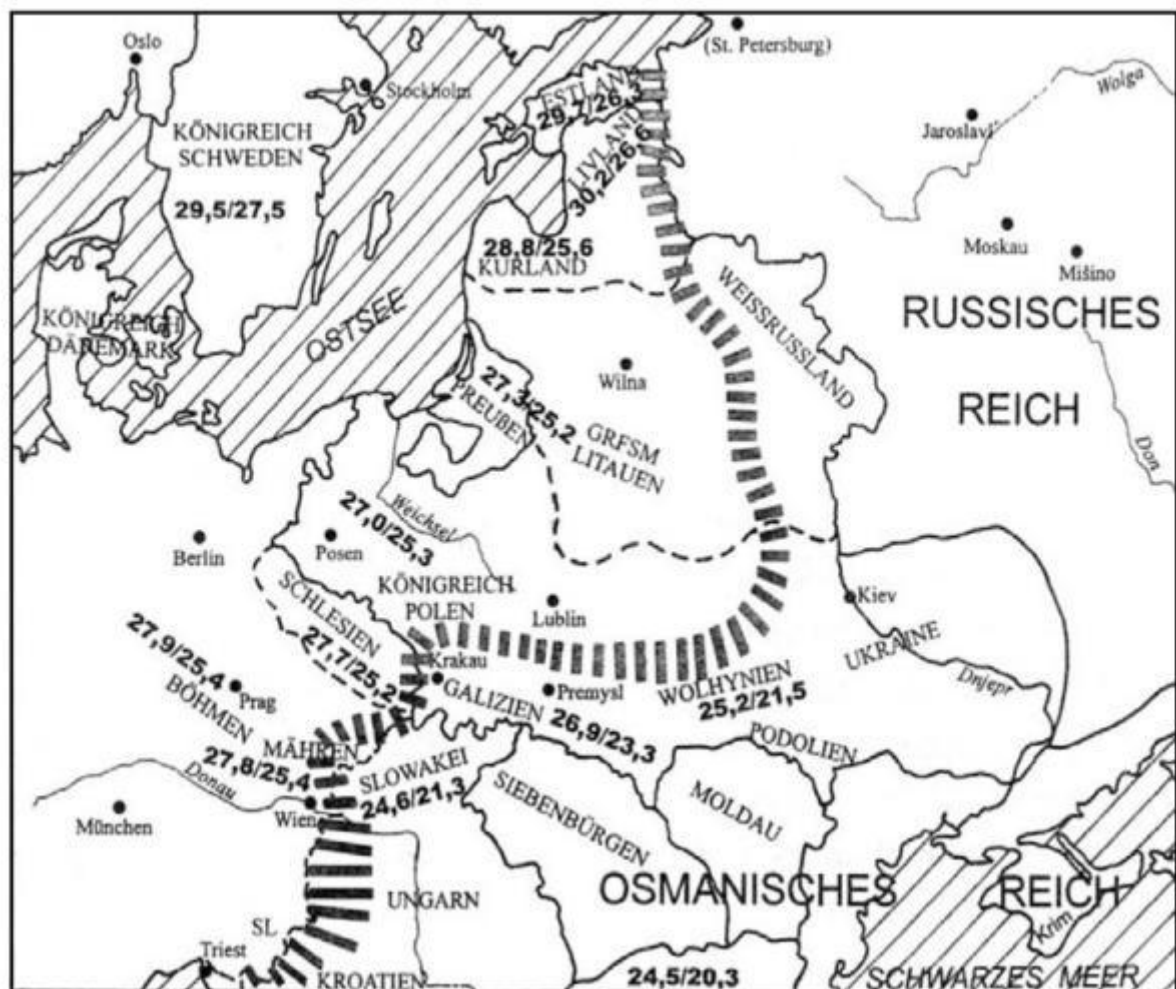 Oslo
(St. Petersburg)
Stockholm
ESTLAND
29,7/26,3
Wolga
KÖNIGREICH
SCHWEDEN
Jaroslavl'
LIVLAND
30,2/26,6
29,5/27,5
Moskau
Mišino
28,8/25,6
KURLAND
WEISSRUSSLAND
RUSSISCHES
REICH
KÖNIGREICH
DÄNEMARK
OSTSEE
Wilna
27,3/25,2
PREUßEN
GRFSM
LITAUEN
Don
Weichsel
27,0/25,3
Berlin
Posen
KÖNIGREICH
POLEN
Lublin
Kiev
SCHLESIEN
27,7/25,2
UKRAINE
Dnjepr
27,9/25,4
BÖHMEN
Prag
Krakau
GALIZIEN
26,9/23,3
Premysl
WOLHYNIEN
25,2/21,5
PODOLIEN
MÄHREN
27,8/25,4
Donau
SLOWAKEI
24,6/21,3
SIEBENBÜRGEN
MOLDAU
München
Wien
OSMANISCHES REICH
UNGARN
Krim
SL
Triest
KROATIEN
24,5/20,3
SCHWARZES MEER